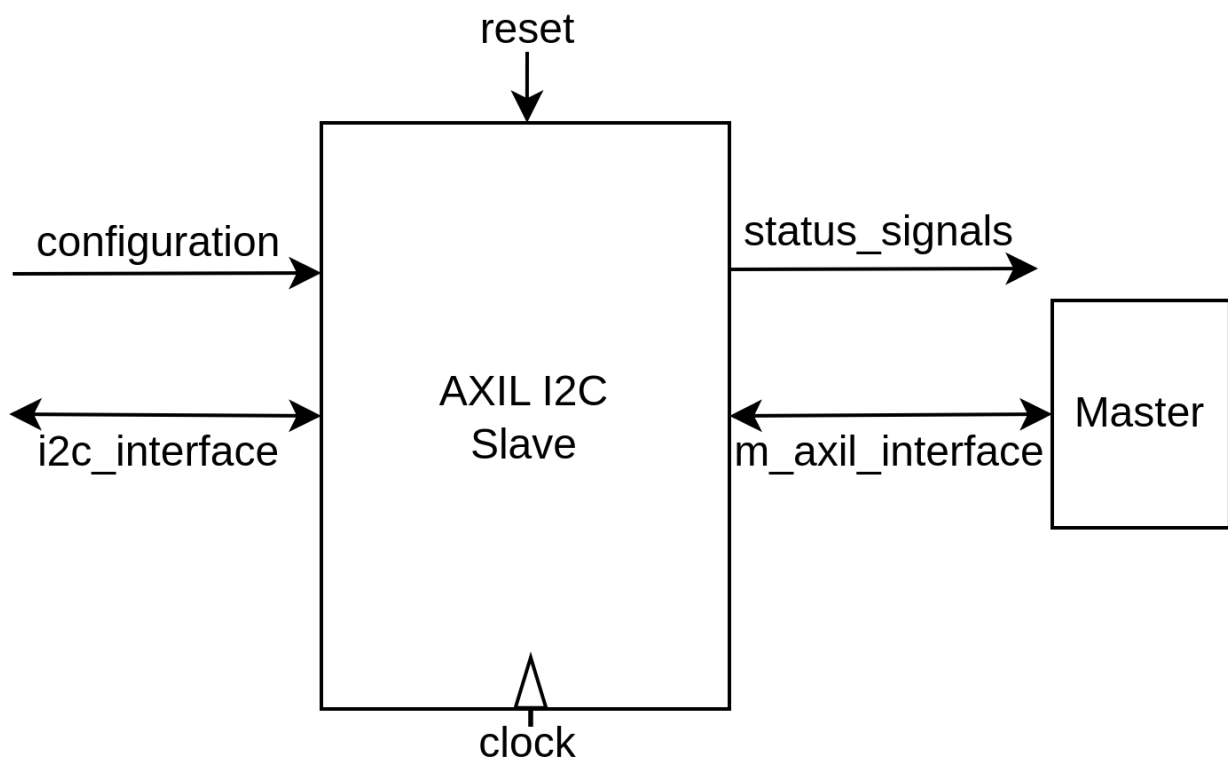 reset
configuration
status_signals
AXIL I2C
Slave
Master
i2c_interface
m_axil_interface
clock